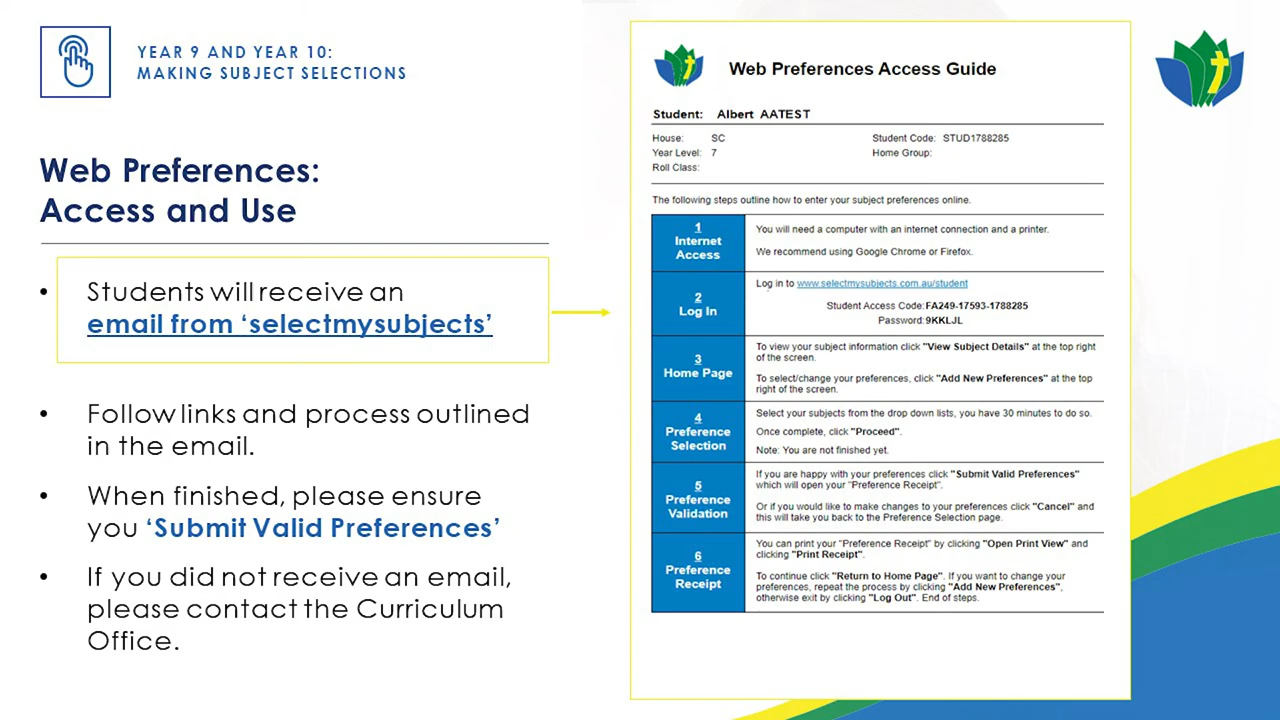 YEAR 9 AND YEAR 10:
MAKING SUBJECT SELECTIONS
Web Preferences:
Access and Use
• Students will receive an
email from ‘selectmysubjects’
• Follow links and process outlined
in the email.
• When finished, please ensure
you ‘Submit Valid Preferences’
• If you did not receive an email,
please contact the Curriculum
Office.
Web Preferences Access Guide
Student: Albert AATEST
House: SC Student Code: STUD1788285
Year Level: 7 Home Group:
Roll Class:
The following steps outline how to enter your subject preferences online.
1
Internet
Access
You will need a computer with an internet connection and a printer.
We recommend using Google Chrome or Firefox.
2
Log In
Log in to www.selectmysubjects.com.au/student
Student Access Code: FA249-17593-1788285
Password: 9KKLJL
3
Home Page
To view your subject information click "View Subject Details" at the top right
of the screen.
To select/change your preferences, click "Add New Preferences" at the top
right of the screen.
4
Preference
Selection
Select your subjects from the drop down lists, you have 30 minutes to do so.
Once complete, click "Proceed".
Note: You are not finished yet.
5
Preference
Validation
If you are happy with your preferences click "Submit Valid Preferences"
which will open your "Preference Receipt".
Or if you would like to make changes to your preferences click "Cancel" and
this will take you back to the Preference Selection page.
6
Preference
Receipt
You can print your "Preference Receipt" by clicking "Open Print View" and
clicking "Print Receipt".
To continue click "Return to Home Page". If you want to change your
preferences, repeat the process by clicking "Add New Preferences",
otherwise exit by clicking "Log Out". End of steps.